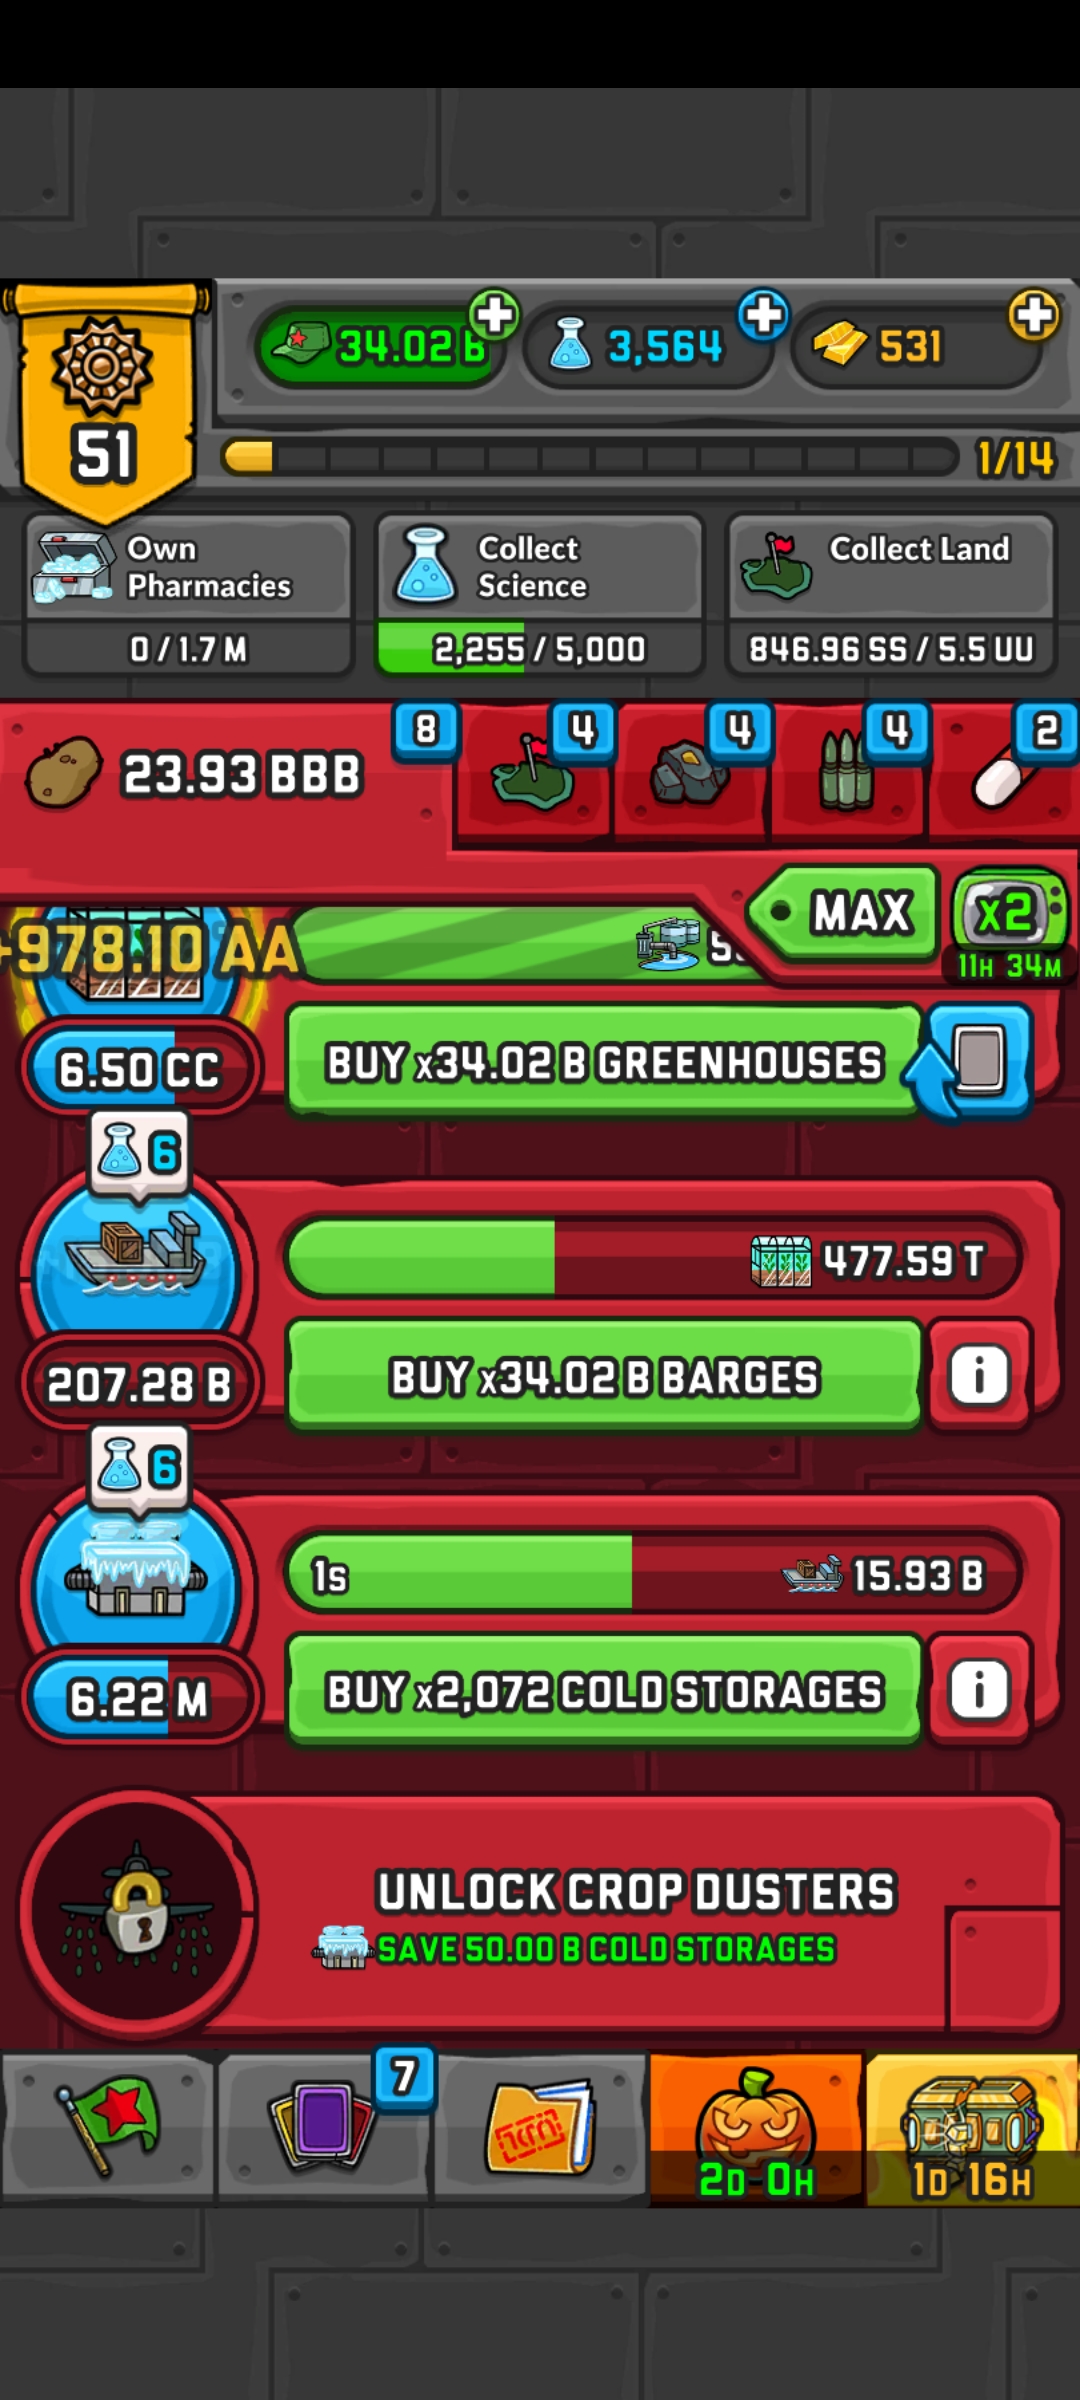 34.02 B
3,564
531
51
1/14
Own
Pharmacies
0 / 1.7 M
Collect
Science
2,255 / 5,000
Collect Land
846.96 SS / 5.5 UU
23.93 BBB
8
4
4
4
2
MAX
x2
11H 34M
+978.10 AA
6.50 CC
BUY x34.02 B GREENHOUSES
6
477.59 T
207.28 B
BUY x34.02 B BARGES
6
1s
15.93 B
6.22 M
BUY x2,072 COLD STORAGES
UNLOCK CROP DUSTERS
SAVE 50.00 B COLD STORAGES
7
2D 0H
1D 16H